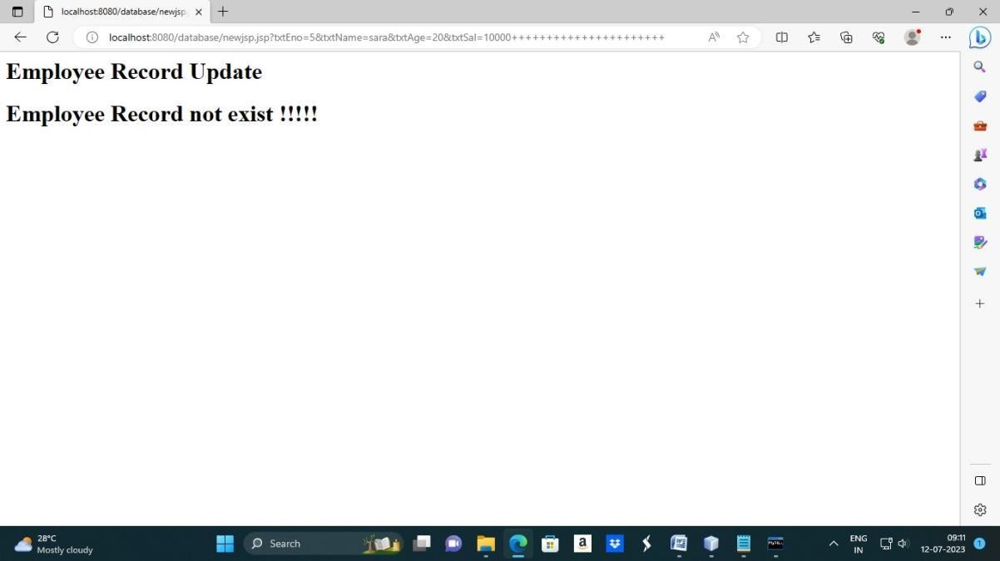 localhost:8080/database/newjsp.
localhost:8080/database/newjsp.jsp?txtEno=5&txtName=sara&txtAge=20&txtSal=10000++++++++++++++++++++++
Employee Record Update
Employee Record not exist !!!!!
28°C
Mostly cloudy
Search
ENG
IN
09:11
12-07-2023
1